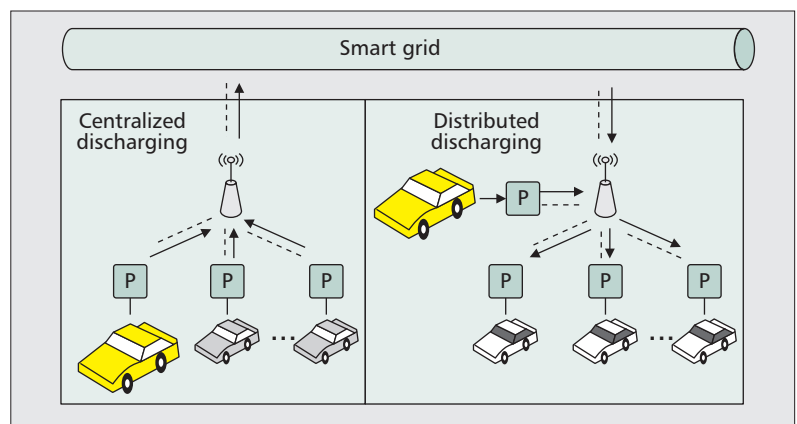 Smart grid
Centralized
discharging
Distributed
discharging
P
P
P
P
P
P
P
...
...